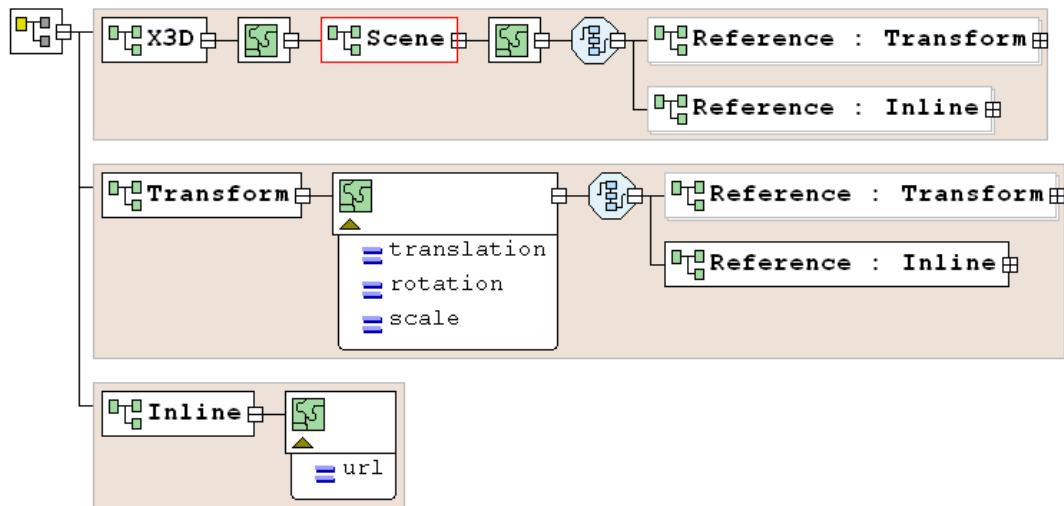 X3D Scene Reference : Transform
Reference : Inline
Transform Reference : Transform
translation
Reference : Inline
rotation
scale
Inline
url